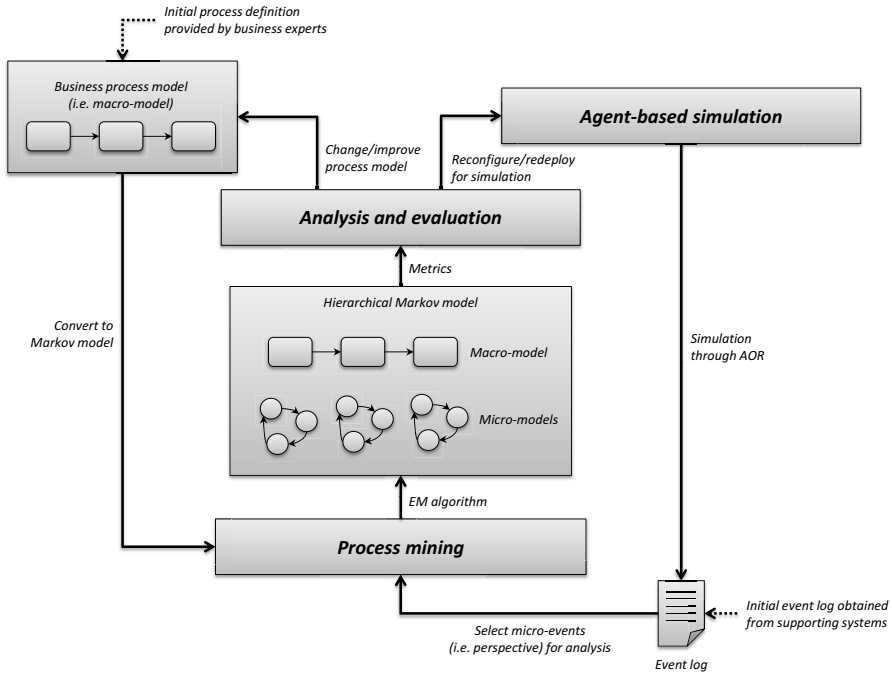 Initial process definition
provided by business experts
Business process model
(i.e. macro-model)
Agent-based simulation
Change/improve
process model
Reconfigure/redeploy
for simulation
Analysis and evaluation
Metrics
Hierarchical Markov model
Convert to
Markov model
Macro-model
Simulation
through AOR
Micro-models
EM algorithm
Process mining
Initial event log obtained
from supporting systems
Select micro-events
(i.e. perspective) for analysis
Event log